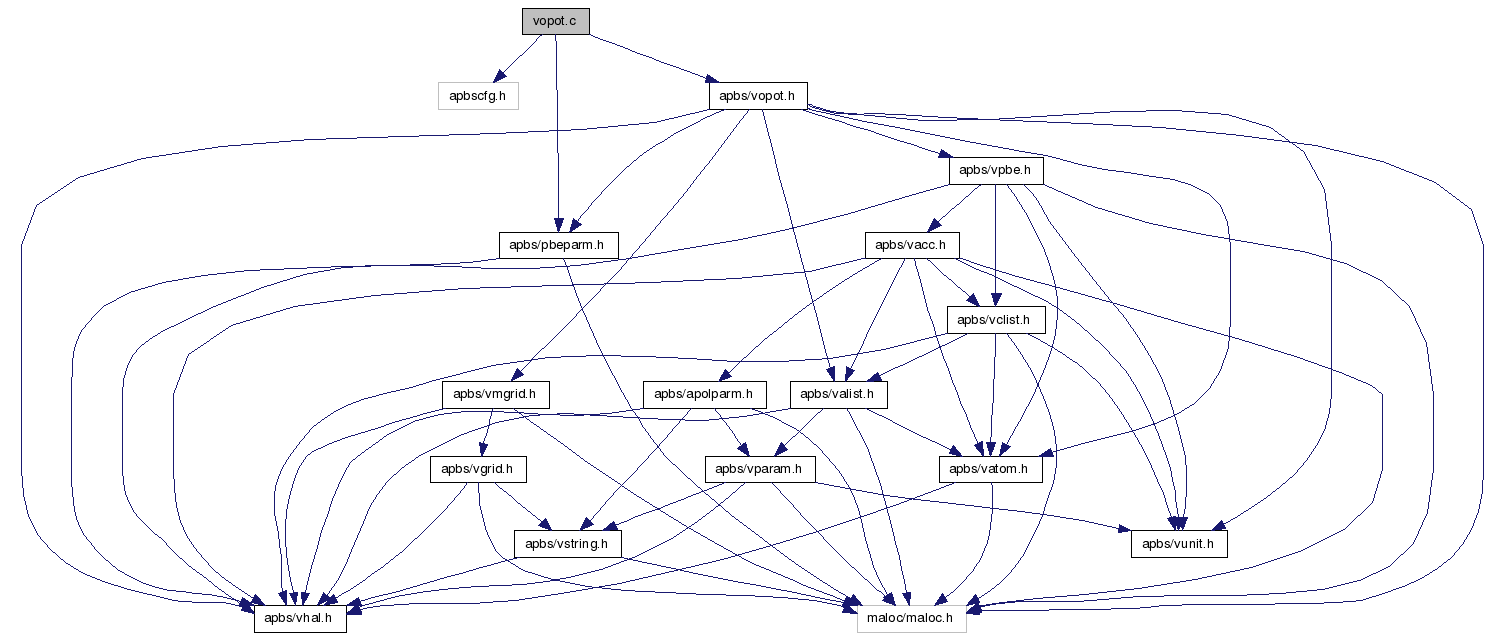 vopot.c
apbscfg.h
apbs/vopot.h
apbs/vpbe.h
apbs/pbeparm.h
apbs/vacc.h
apbs/vclist.h
apbs/vmgrid.h
apbs/apolparm.h
apbs/valist.h
apbs/vgrid.h
apbs/vparam.h
apbs/vatom.h
apbs/vstring.h
apbs/vunit.h
apbs/vhal.h
maloc/maloc.h